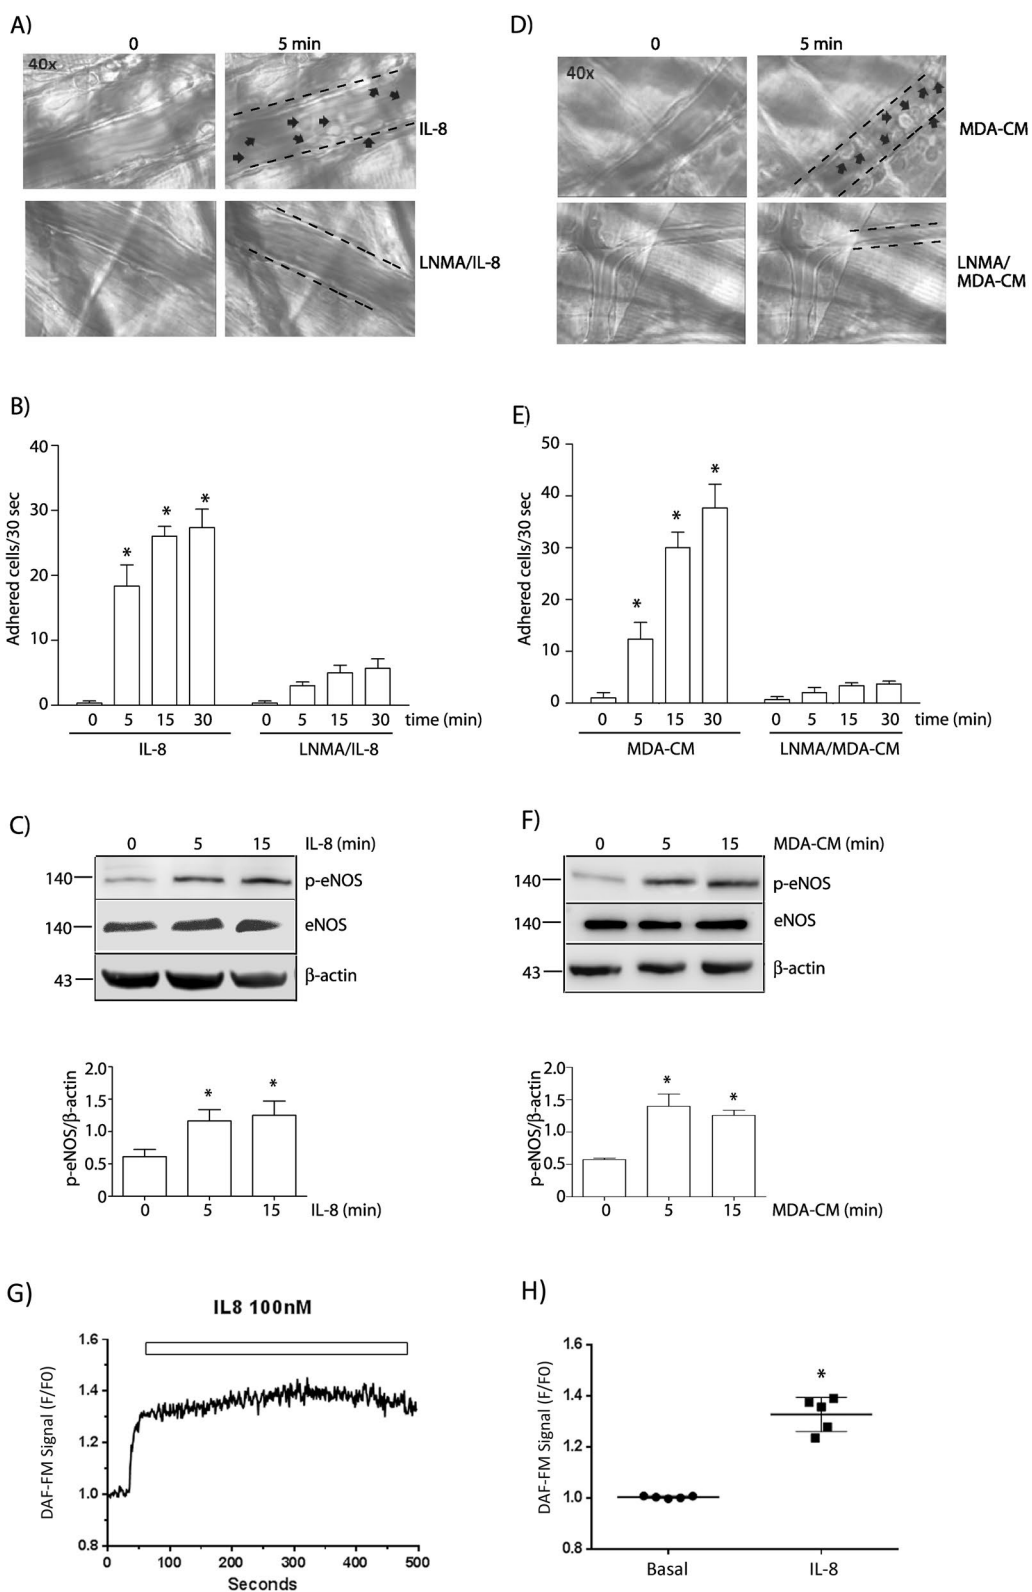 A)
0 5 min
40x
IL-8
LNMA/IL-8
D)
0 5 min
40x
MDA-CM
LNMA/
MDA-CM
B)
Adhered cells/30 sec
40
30
20
10
0
* * *
0 5 15 30 0 5 15 30 time (min)
IL-8 LNMA/IL-8
E)
Adhered cells/30 sec
50
40
30
20
10
0
* * *
0 5 15 30 0 5 15 30 time (min)
MDA-CM LNMA/MDA-CM
C)
0 5 15 IL-8 (min)
140 p-eNOS
140 eNOS
43 β-actin
p-eNOS/β-actin
2.0
1.5
1.0
0.5
0
* *
0 5 15 IL-8 (min)
F)
0 5 15 MDA-CM (min)
140 p-eNOS
140 eNOS
43 β-actin
p-eNOS/β-actin
2.0
1.5
1.0
0.5
0
* *
0 5 15 MDA-CM (min)
G)
IL8 100nM
DAF-FM Signal (F/F0)
1.6
1.4
1.2
1.0
0.8
0 100 200 300 400 500
Seconds
H)
DAF-FM Signal (F/F0)
1.6
1.4
1.2
1.0
0.8
*
Basal IL-8